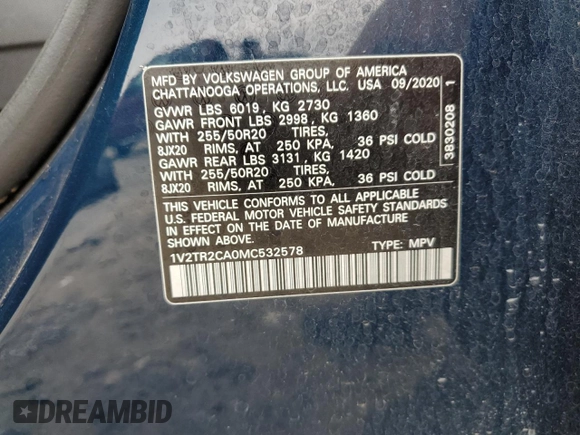 MFD BY VOLKSWAGEN GROUP OF AMERICA
CHATTANOOGA OPERATIONS, LLC. USA 09/2020
GVWR LBS 6019, KG 2730
GAWR FRONT LBS 2998, KG 1360
WITH 255/50R20 TIRES,
8JX20 RIMS, AT 250 KPA, 36 PSI COLD
GAWR REAR LBS 3131, KG 1420
WITH 255/50R20 TIRES,
8JX20 RIMS, AT 250 KPA, 36 PSI COLD
THIS VEHICLE CONFORMS TO ALL APPLICABLE
U.S. FEDERAL MOTOR VEHICLE SAFETY STANDARDS
IN EFFECT ON THE DATE OF MANUFACTURE
SHOWN ABOVE.
1V2TR2CA0MC532578 TYPE: MPV
3830208 1
DREAMBID